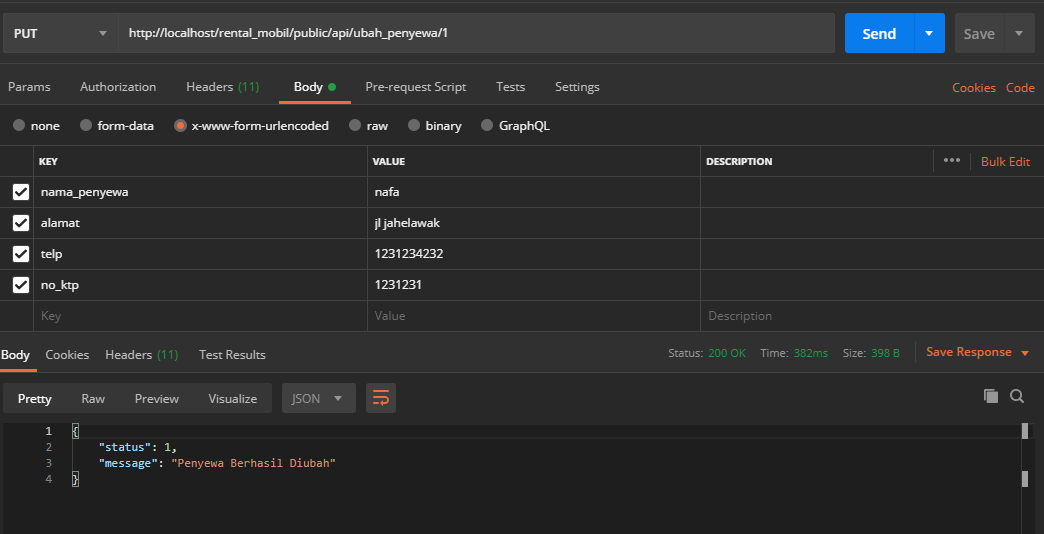 PUT http://localhost/rental_mobil/public/api/ubah_penyewa/1 Send Save
Params Authorization Headers (11) Body Pre-request Script Tests Settings Cookies Code
none form-data x-www-form-urlencoded raw binary GraphQL
KEY VALUE DESCRIPTION ••• Bulk Edit
nama_penyewa nafa
alamat jl jahelawak
telp 1231234232
no_ktp 1231231
Key Value Description
Body Cookies Headers (11) Test Results Status: 200 OK Time: 382ms Size: 398 B Save Response
Pretty Raw Preview Visualize JSON
1 {
2 "status": 1,
3 "message": "Penyewa Berhasil Diubah"
4 }